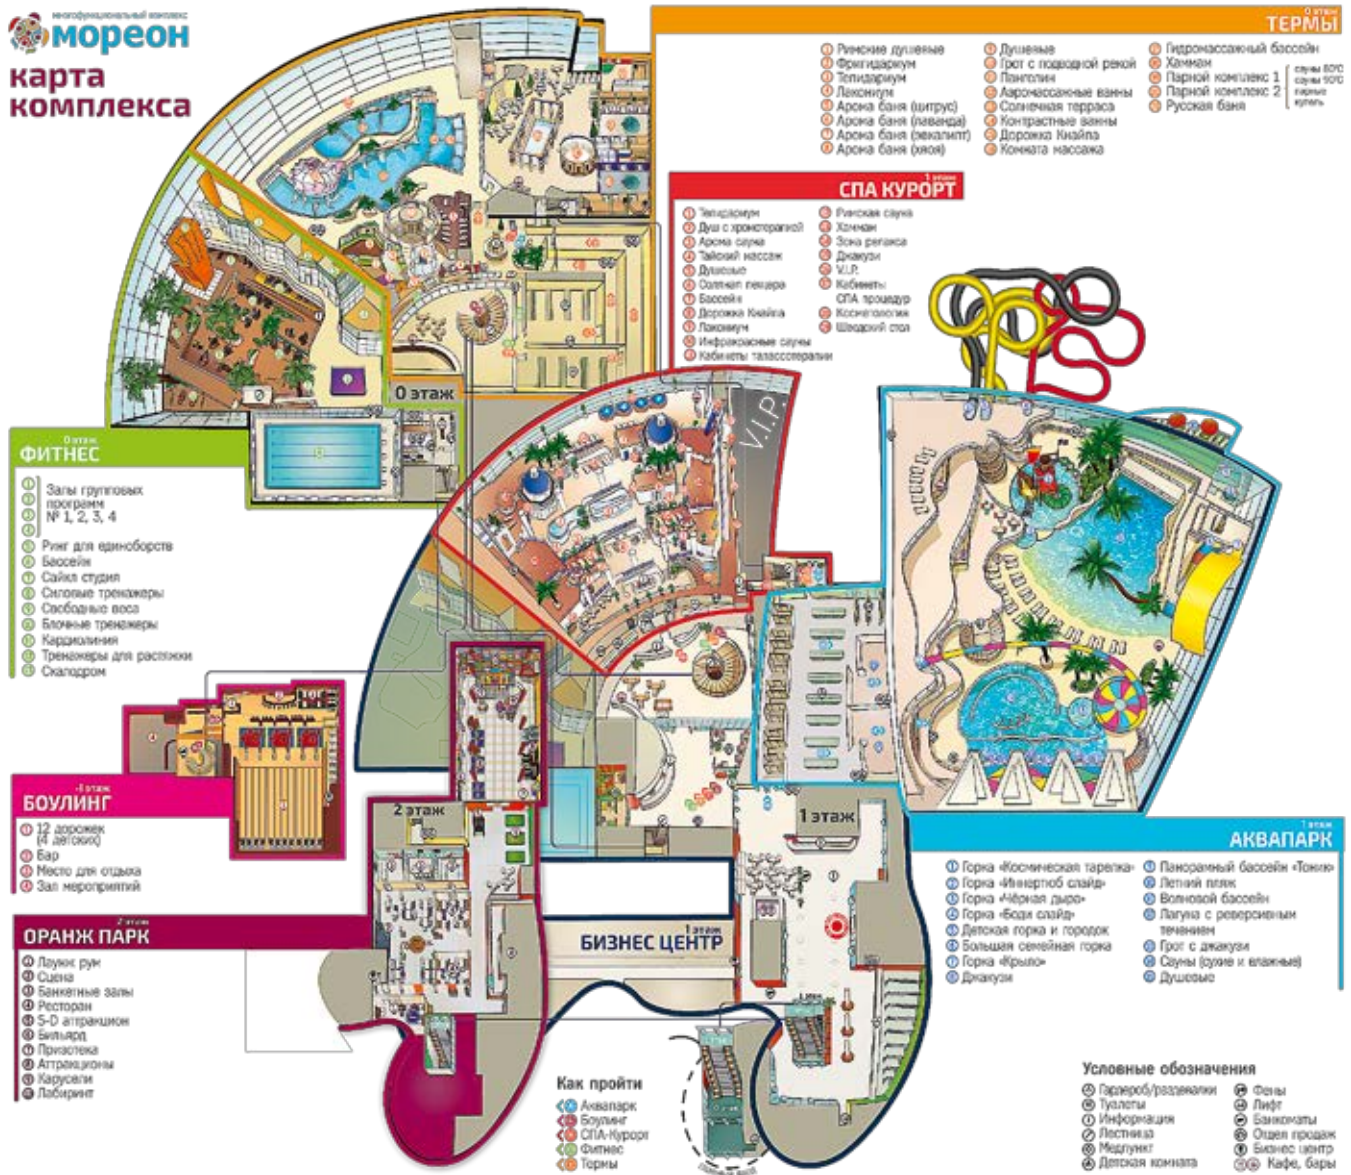 многофункциональный комплекс
мореон
карта
комплекса
0 этаж
ТЕРМЫ
Римские душевые
Фригидариум
Тепидариум
Лакониум
Арома баня (цитрус)
Арома баня (лаванда)
Арома баня (эвкалипт)
Арома баня (хвоя)
Душевые
Грот с подводной рекой
Аэромассажные ванны
Солнечная терраса
Контрастные ванны
Дорожка Кнайпа
Комната массажа
Гидромассажный бассейн
Хаммам
Парной комплекс 1
Парной комплекс 2
Русская баня
1 этаж
СПА КУРОРТ
Тепидариум
Душ с хромотерапией
Арома сауна
Тайский массаж
Душевые
Соляная пещера
Бассейн
Дорожка Кнайпа
Лакониум
Инфракрасные сауны
Кабинеты талассотерапии
Римская сауна
Хаммам
Зона релакса
Джакузи
V.I.P.
Кабинеты
СПА процедур
Косметология
Шведский стол
V.I.P.
0 этаж
0 этаж
ФИТНЕС
Залы групповых
программ
№ 1, 2, 3, 4
Ринг для единоборств
Бассейн
Сайкл студия
Силовые тренажеры
Свободные веса
Блочные тренажеры
Кардиолиния
Тренажеры для растяжки
Скалодром
-1 этаж
БОУЛИНГ
12 дорожек
(4 детских)
Бар
Место для отдыха
Зал мероприятий
2 этаж
1 этаж
2 этаж
ОРАНЖ ПАРК
Лаунж рум
Сцена
Банкетные залы
Ресторан
5-D аттракцион
Бильярд
Призотека
Аттракционы
Карусели
Лабиринт
1 этаж
БИЗНЕС ЦЕНТР
1 этаж
АКВАПАРК
Горка «Космическая тарелка»
Горка «Иннертюб слайд»
Горка «Чёрная дыра»
Горка «Боди слайд»
Детская горка и городок
Большая семейная горка
Горка «Крыло»
Джакузи
Панорамный бассейн «Токио»
Летний пляж
Волновой бассейн
Лагуна с реверсивным
течением
Грот с джакузи
Сауны (сухие и влажные)
Душевые
Как пройти
Аквапарк
Боулинг
СПА-Курорт
Фитнес
Термы
Условные обозначения
Гардероб/раздевалки
Туалеты
Информация
Лестница
Медпункт
Детская комната
Фены
Лифт
Банкоматы
Отдел продаж
Бизнес центр
Кафе, бары